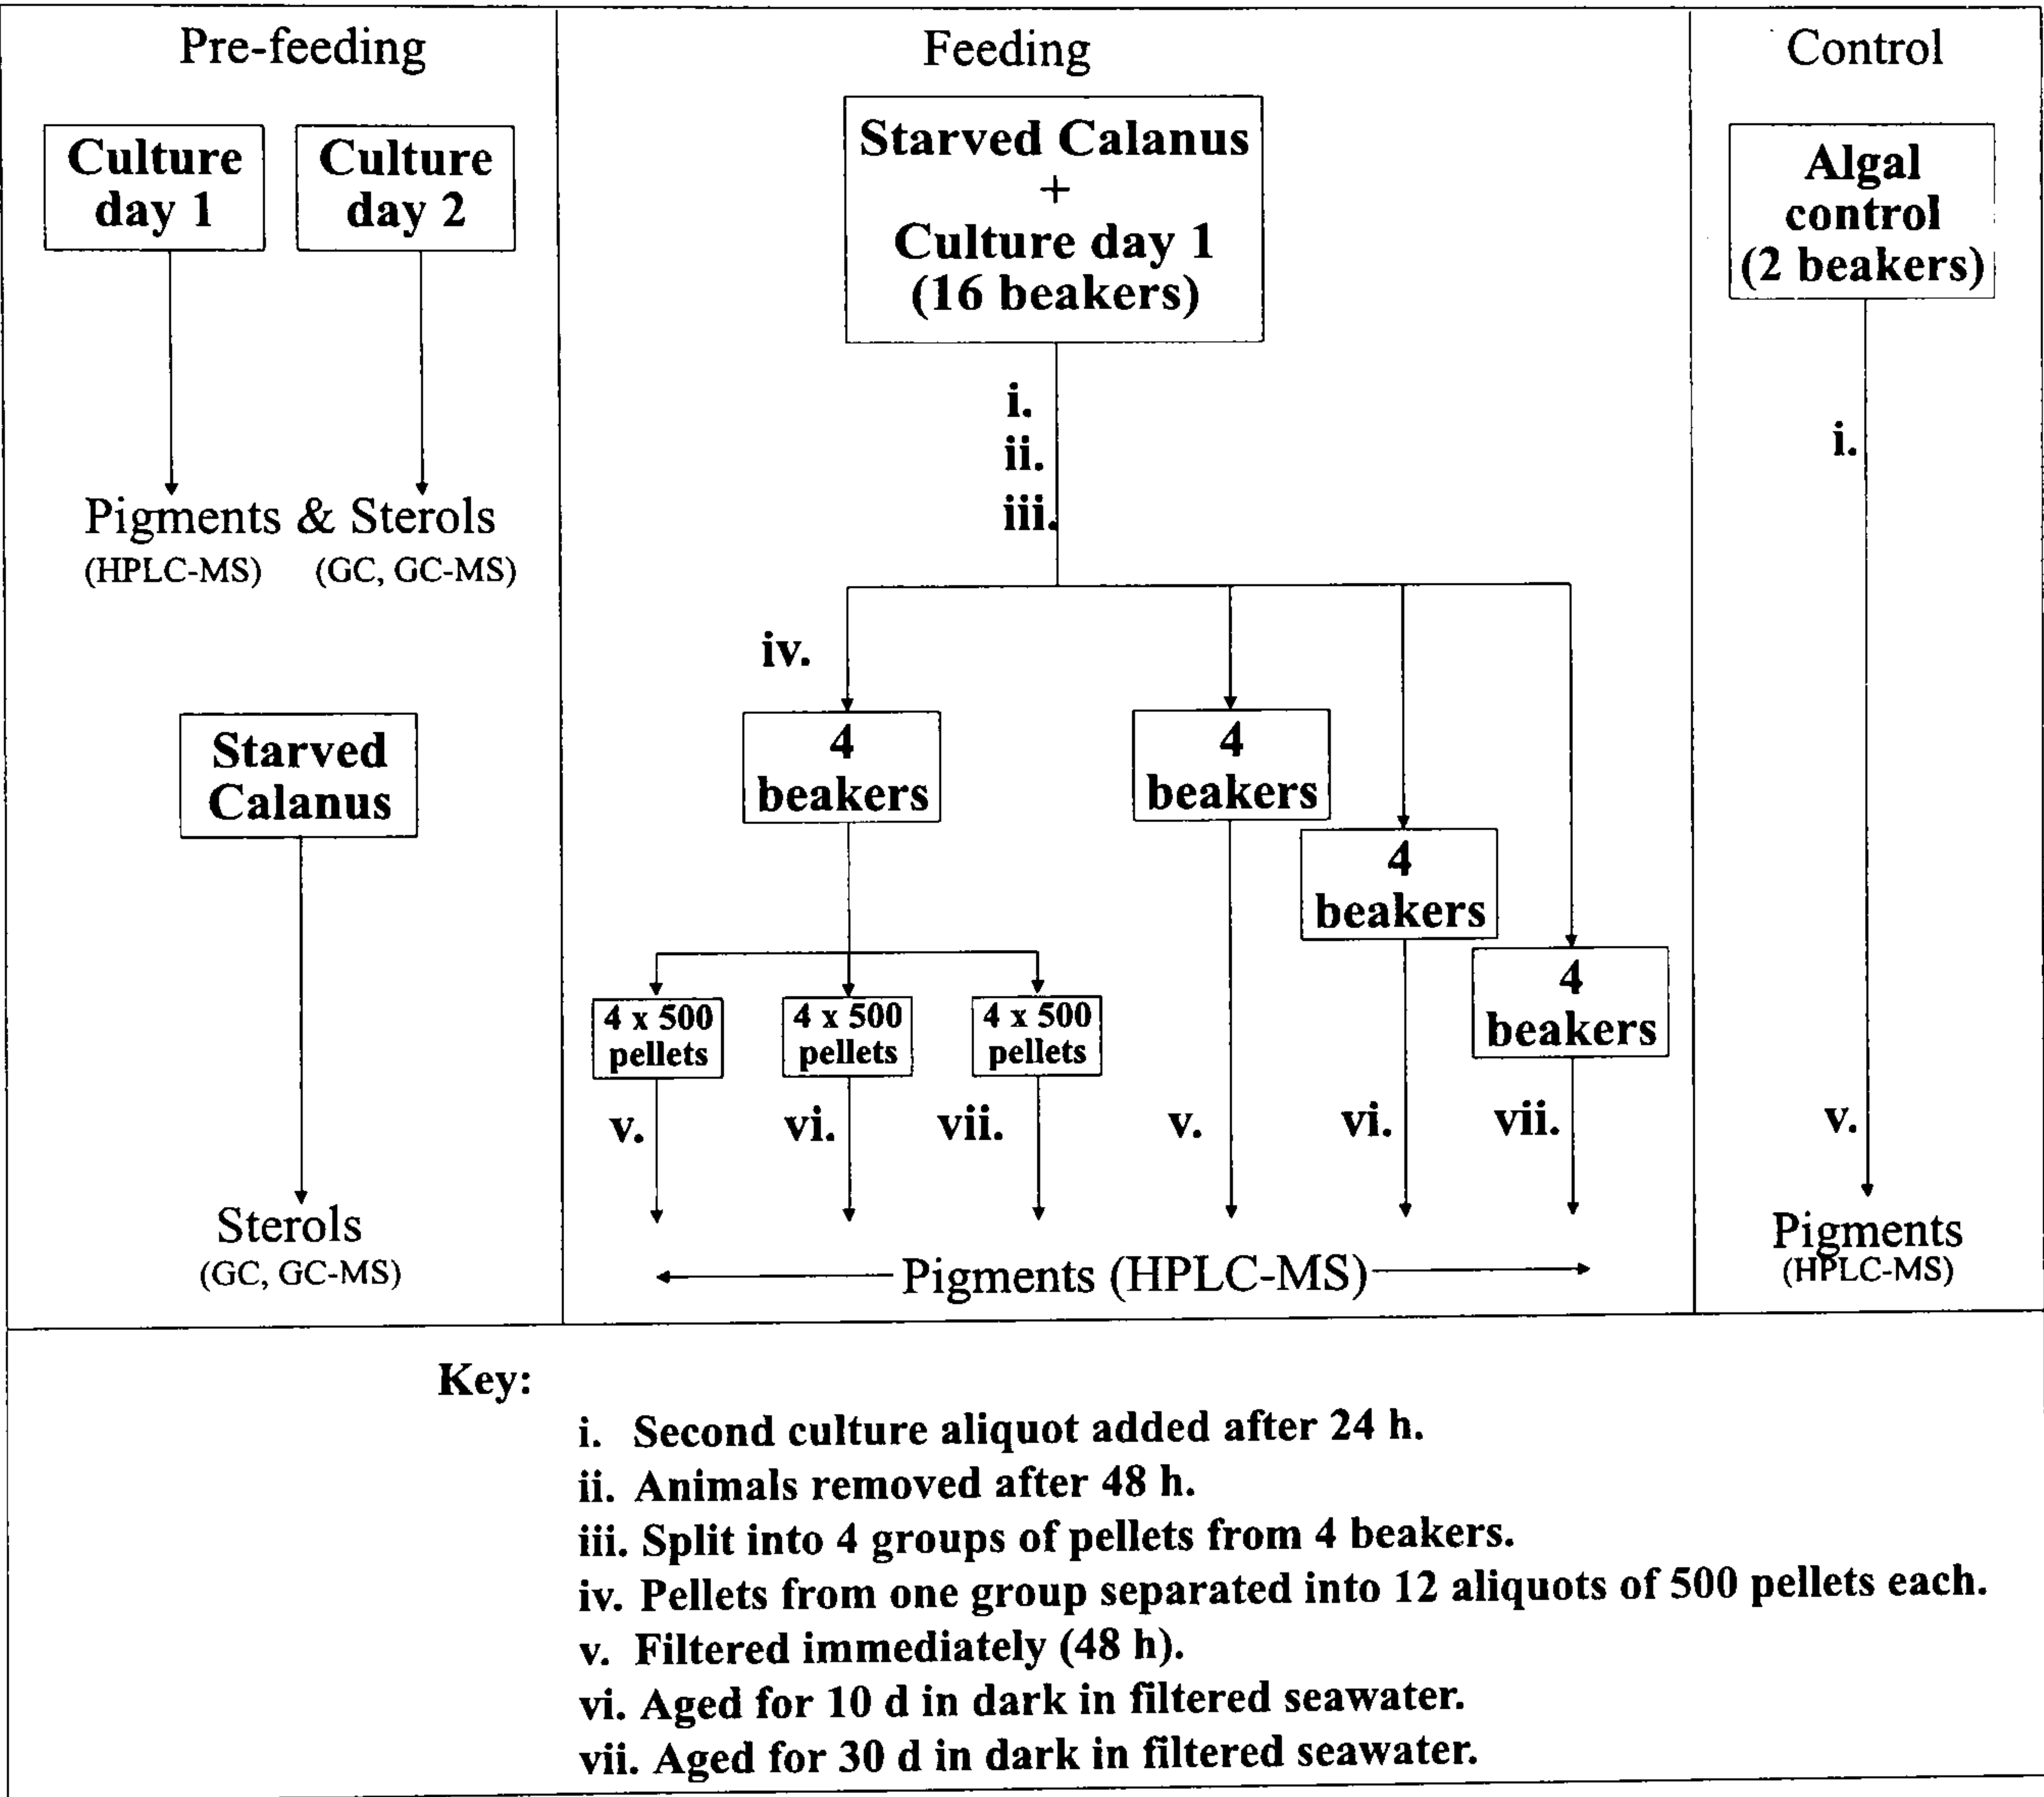 Pre-feeding
Culture
day 1
Culture
day 2
Pigments & Sterols
(HPLC-MS) (GC, GC-MS)
Starved
Calanus
Sterols
(GC, GC-MS)
Feeding
Starved Calanus
+
Culture day 1
(16 beakers)
i.
ii.
iii.
iv.
4
beakers
4
beakers
4
beakers
4
beakers
4 x 500
pellets
4 x 500
pellets
4 x 500
pellets
v.
vi.
vii.
v.
vi.
vii.
Pigments (HPLC-MS)
Control
Algal
control
(2 beakers)
i.
v.
Pigments
(HPLC-MS)
Key:
i. Second culture aliquot added after 24 h.
ii. Animals removed after 48 h.
iii. Split into 4 groups of pellets from 4 beakers.
iv. Pellets from one group separated into 12 aliquots of 500 pellets each.
v. Filtered immediately (48 h).
vi. Aged for 10 d in dark in filtered seawater.
vii. Aged for 30 d in dark in filtered seawater.